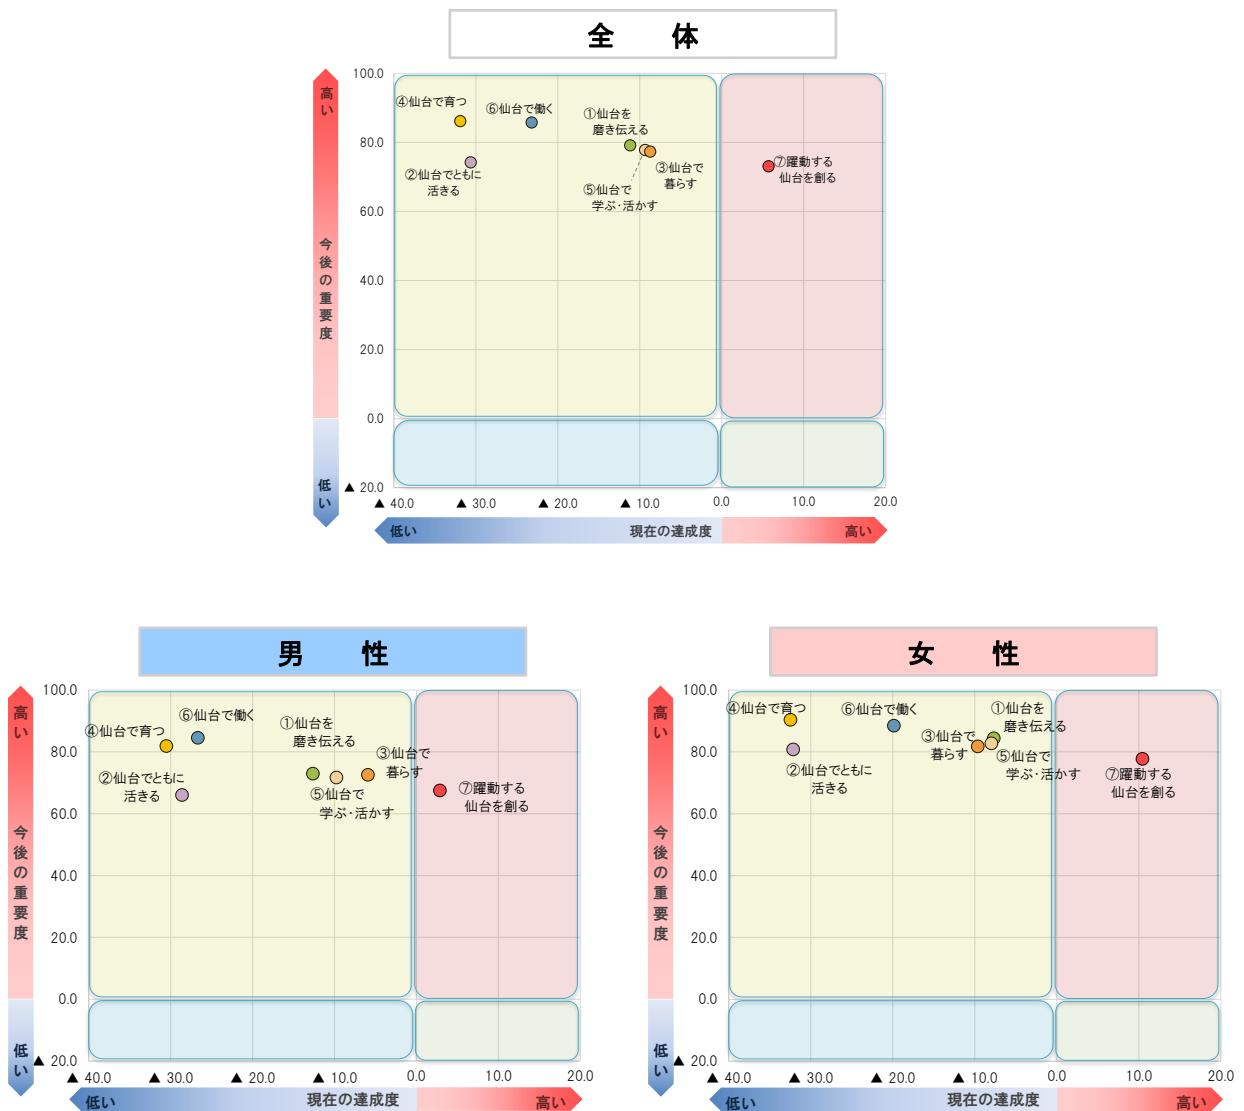 全 体
高い
今後の重要度
低い
100.0
80.0
60.0
40.0
20.0
0.0
▲ 20.0
④仙台で育つ
⑥仙台で働く
①仙台を
磨き伝える
②仙台でともに
活きる
③仙台で
暮らす
⑤仙台で
学ぶ・活かす
⑦躍動する
仙台を創る
▲ 40.0 ▲ 30.0 ▲ 20.0 ▲ 10.0 0.0 10.0 20.0
低い 現在の達成度 高い
男 性
高い
今後の重要度
低い
100.0
80.0
60.0
40.0
20.0
0.0
▲ 20.0
⑥仙台で働く
④仙台で育つ
①仙台を
磨き伝える
③仙台で
暮らす
②仙台でともに
活きる
⑤仙台で
学ぶ・活かす
⑦躍動する
仙台を創る
▲ 40.0 ▲ 30.0 ▲ 20.0 ▲ 10.0 0.0 10.0 20.0
低い 現在の達成度 高い
女 性
高い
今後の重要度
低い
100.0
80.0
60.0
40.0
20.0
0.0
▲ 20.0
④仙台で育つ
⑥仙台で働く
①仙台を
磨き伝える
③仙台で
暮らす
⑤仙台で
学ぶ・活かす
②仙台でともに
活きる
⑦躍動する
仙台を創る
▲ 40.0 ▲ 30.0 ▲ 20.0 ▲ 10.0 0.0 10.0 20.0
低い 現在の達成度 高い